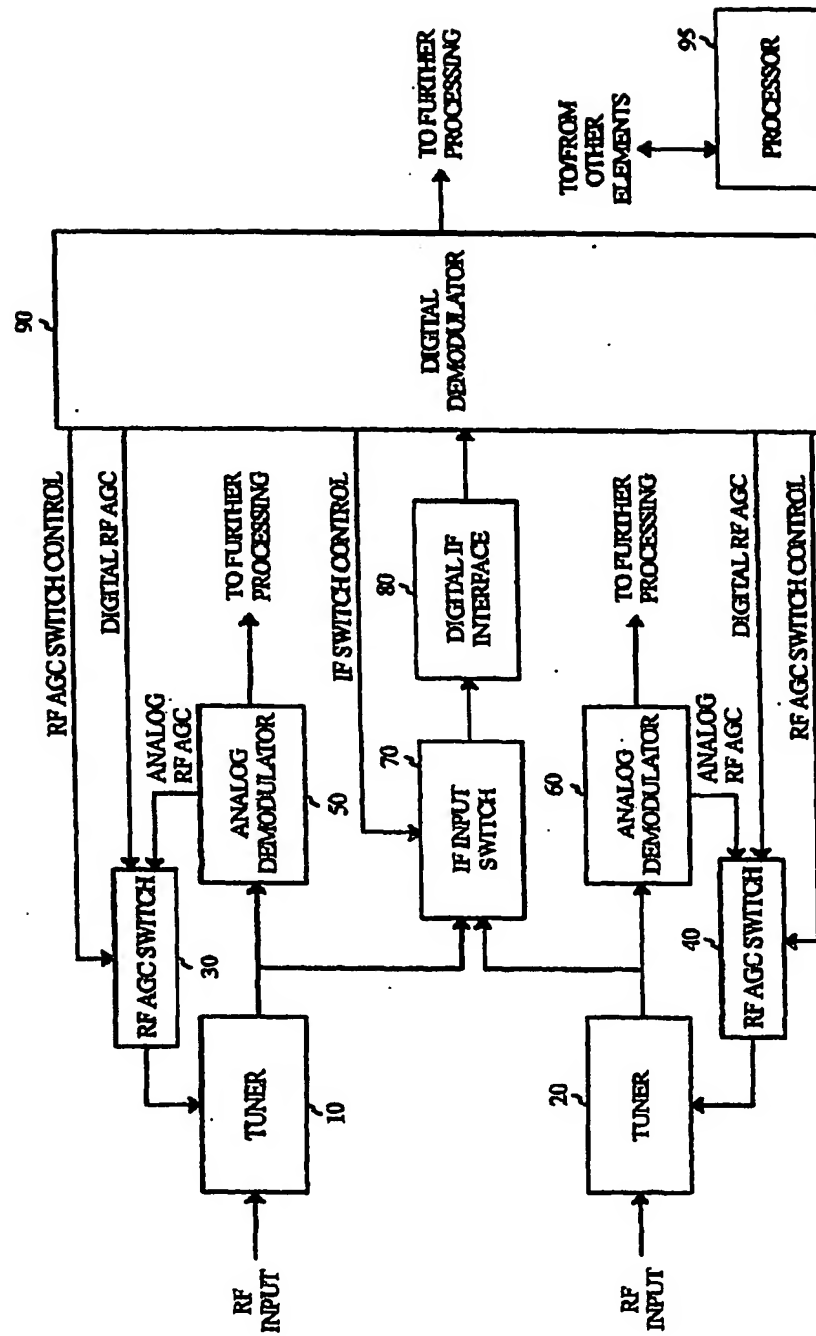 RF AGC SWITCH CONTROL
DIGITAL RF AGC
90
RF AGC SWITCH
30
ANALOG
RF AGC
ANALOG
DEMODULATOR
50
TO FURTHER
PROCESSING
RF
INPUT
TUNER
10
IF SWITCH CONTROL
70
IF INPUT
SWITCH
80
DIGITAL IF
INTERFACE
DIGITAL
DEMODULATOR
TO FURTHER
PROCESSING
RF
INPUT
20
TUNER
60
ANALOG
DEMODULATOR
TO FURTHER
PROCESSING
ANALOG
RF AGC
40
RF AGC SWITCH
DIGITAL RF AGC
RF AGC SWITCH CONTROL
TO/FROM
OTHER
ELEMENTS
95
PROCESSOR